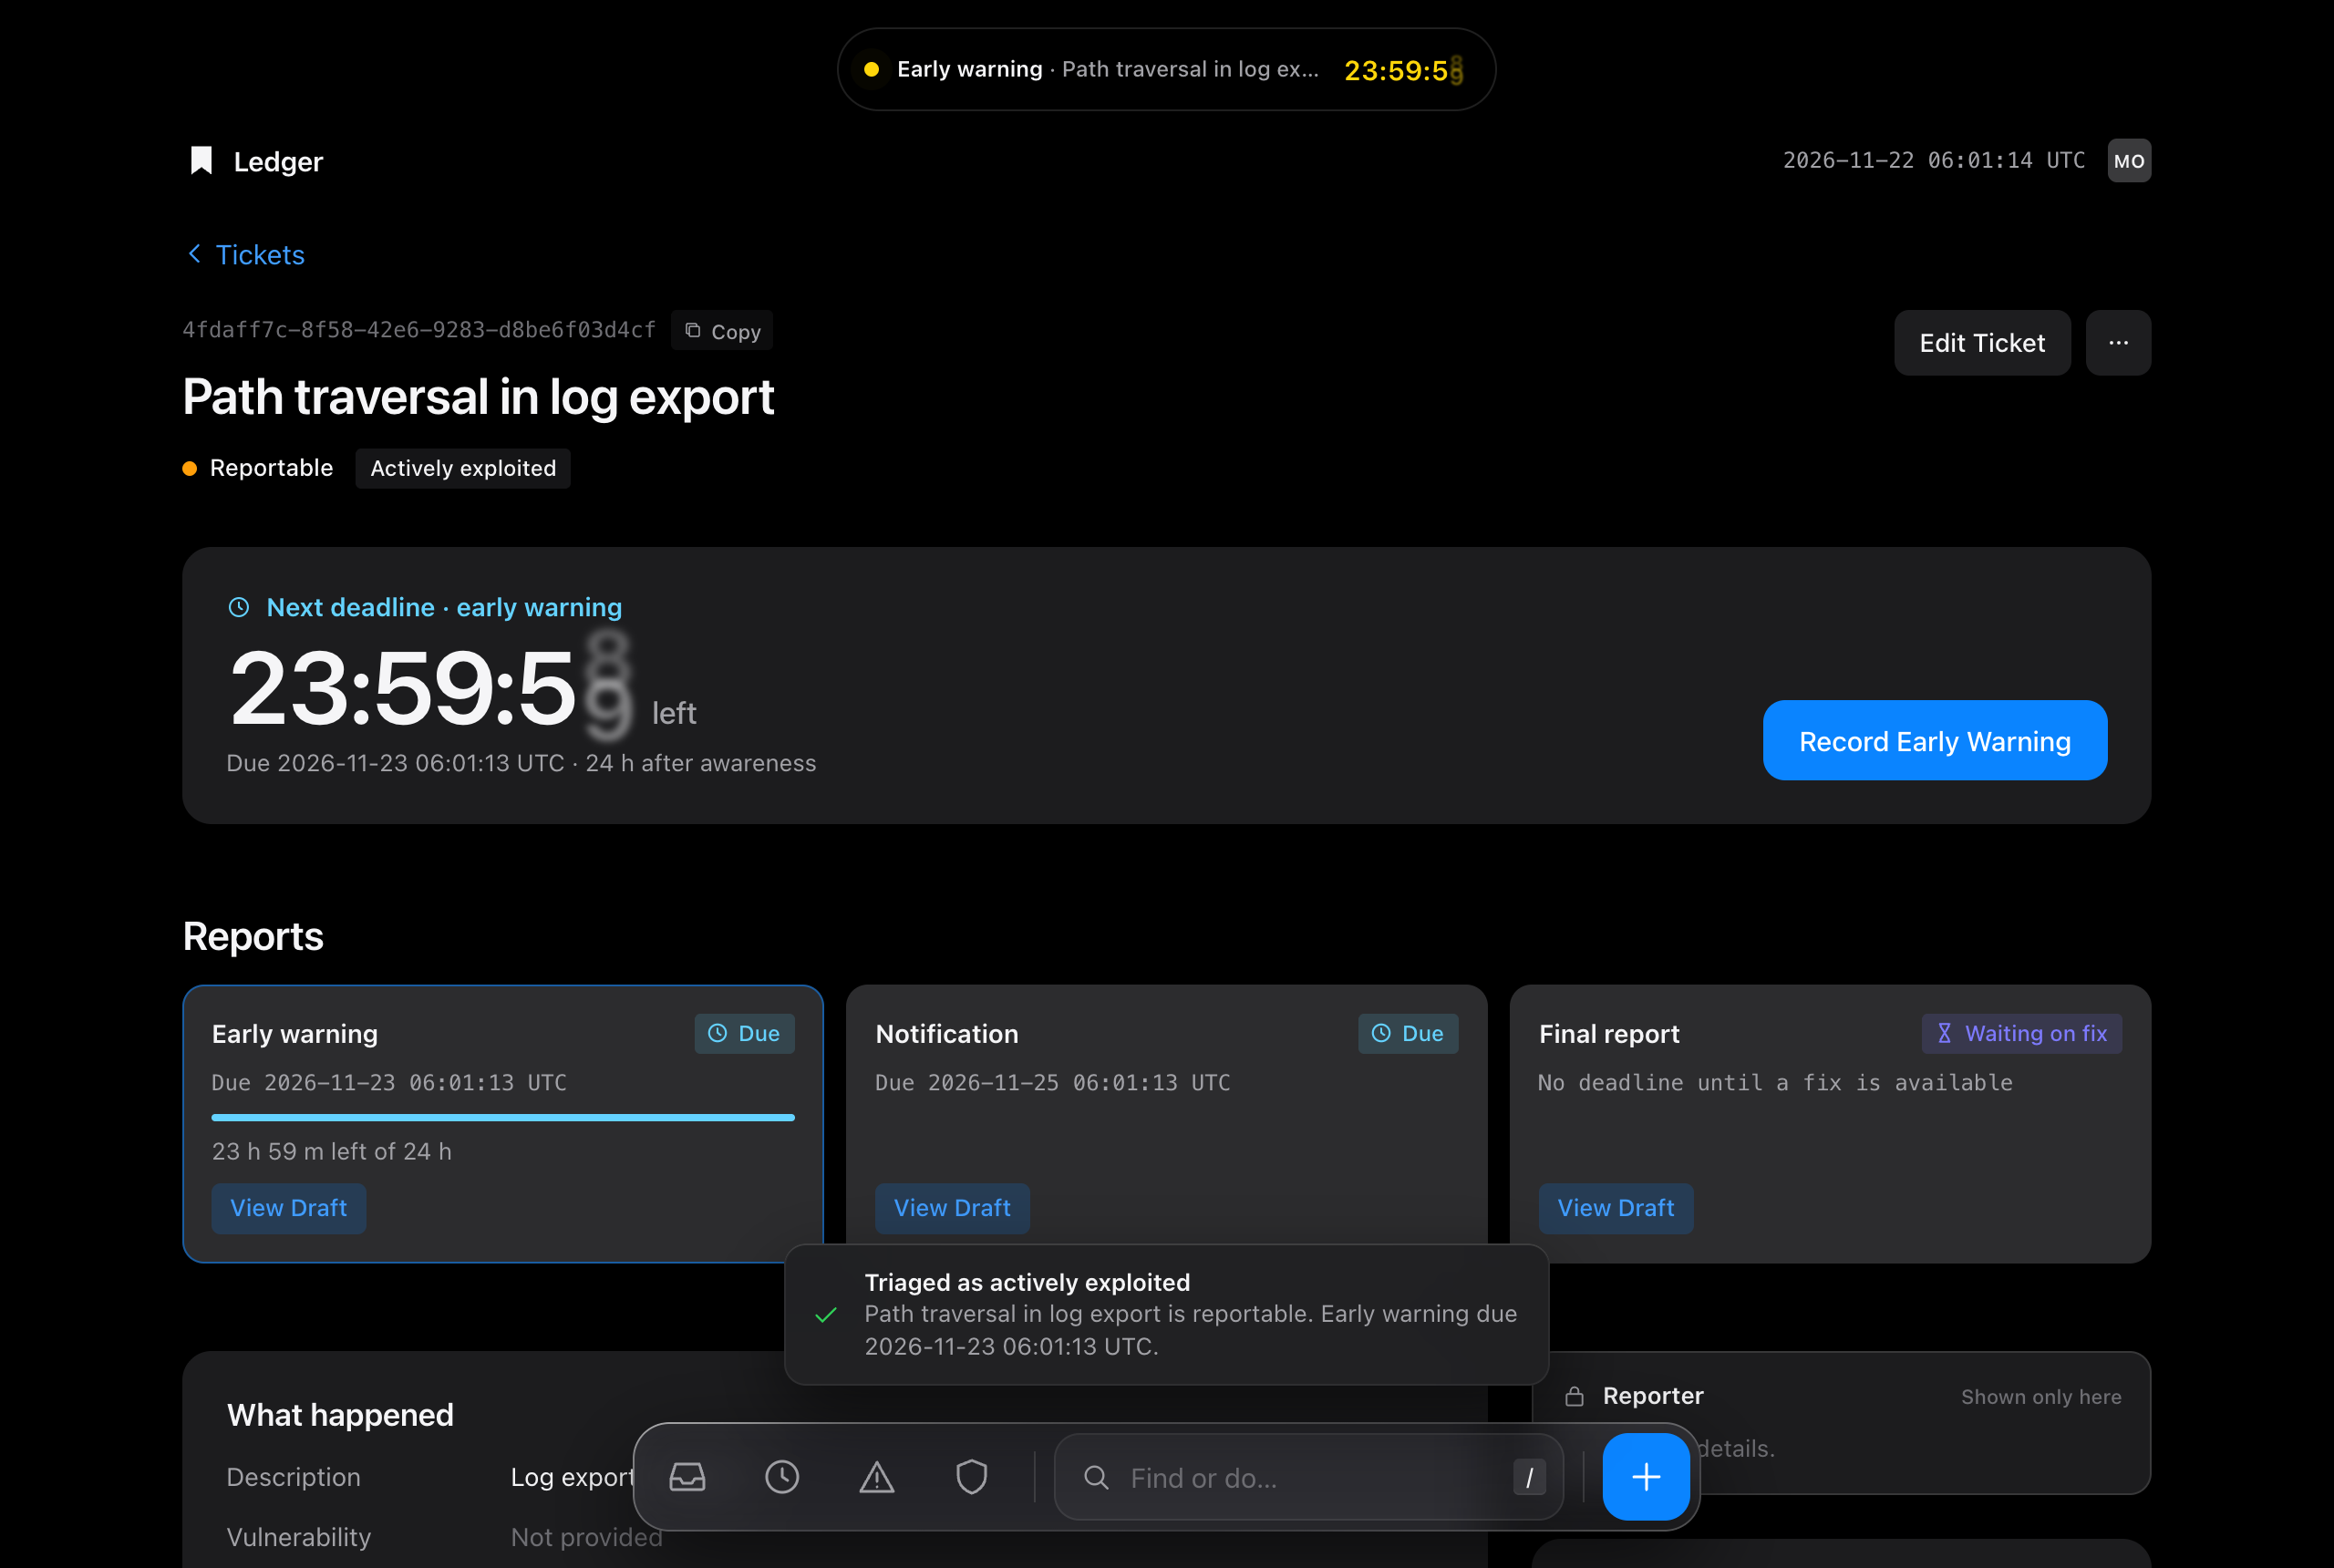 Early warning · Path traversal in log ex... 23:59:5
Ledger
2026-11-22 06:01:14 UTC MO
Tickets
4fdaff7c-8f58-42e6-9283-d8be6f03d4cf Copy
Edit Ticket ...
Path traversal in log export
Reportable Actively exploited
Next deadline · early warning
23:59:5 left
Due 2026-11-23 06:01:13 UTC · 24 h after awareness
Record Early Warning
Reports
Early warning Due
Due 2026-11-23 06:01:13 UTC
23 h 59 m left of 24 h
View Draft
Notification Due
Due 2026-11-25 06:01:13 UTC
View Draft
Final report Waiting on fix
No deadline until a fix is available
View Draft
Triaged as actively exploited
Path traversal in log export is reportable. Early warning due
2026-11-23 06:01:13 UTC.
What happened
Description Log export
Vulnerability Not provided
Reporter Shown only here
details.
Find or do... /